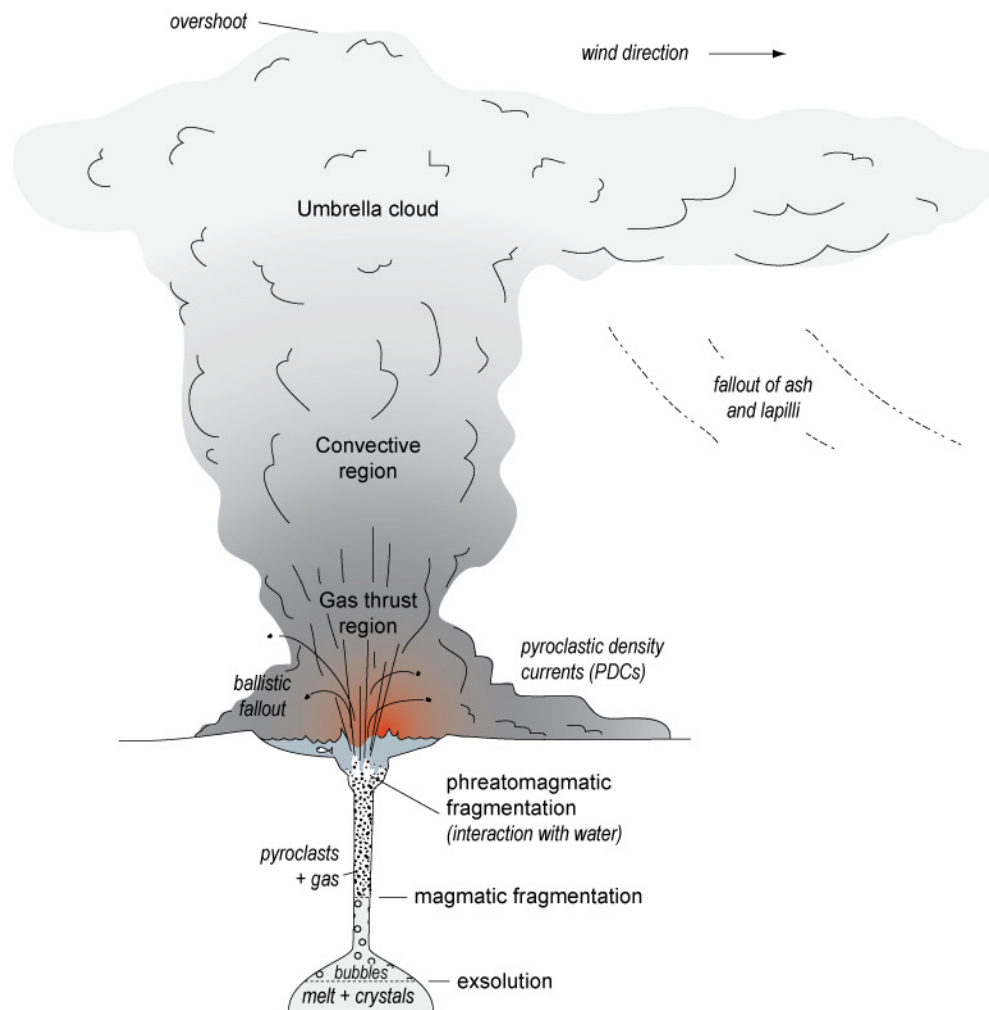 overshoot
wind direction
Umbrella cloud
fallout of ash
and lapilli
Convective
region
Gas thrust
region
pyroclastic density
currents (PDCs)
ballistic
fallout
phreatomagmatic
fragmentation
(interaction with water)
pyroclasts
+ gas
magmatic fragmentation
bubbles
exsolution
melt + crystals